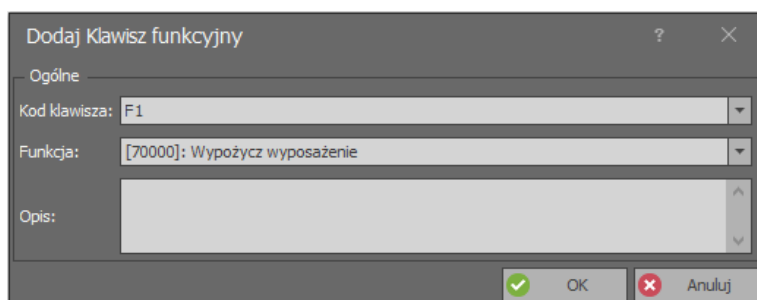 Dodaj Klawisz funkcyjny ?
Ogólne
Kod klawisza: F1
Funkcja: [70000]: Wypożycz wyposażenie
Opis:
OK Anuluj